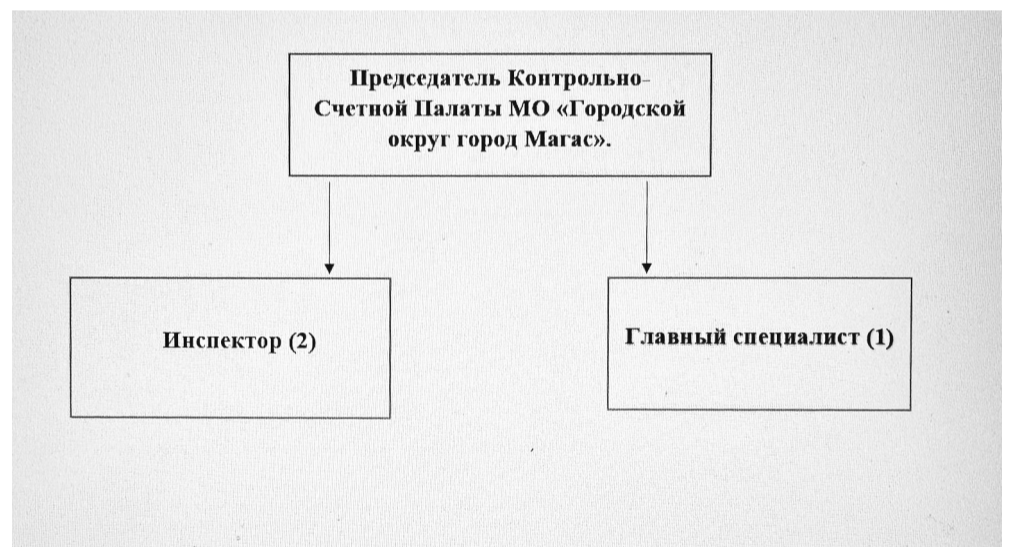 Председатель Контрольно–
Счетной Палаты МО «Городской
округ город Магас».
Инспектор (2)
Главный специалист (1)